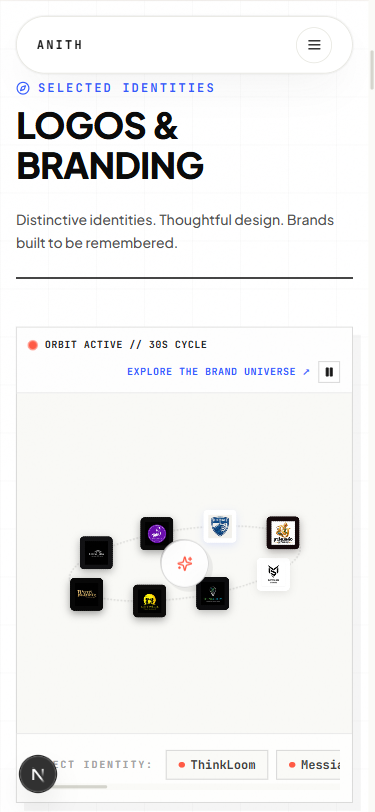 ANITH
SELECTED IDENTITIES
LOGOS &
BRANDING
Distinctive identities. Thoughtful design. Brands
built to be remembered.
ORBIT ACTIVE // 30S CYCLE
EXPLORE THE BRAND UNIVERSE ↗
ECT IDENTITY:
ThinkLoom
Messia
N